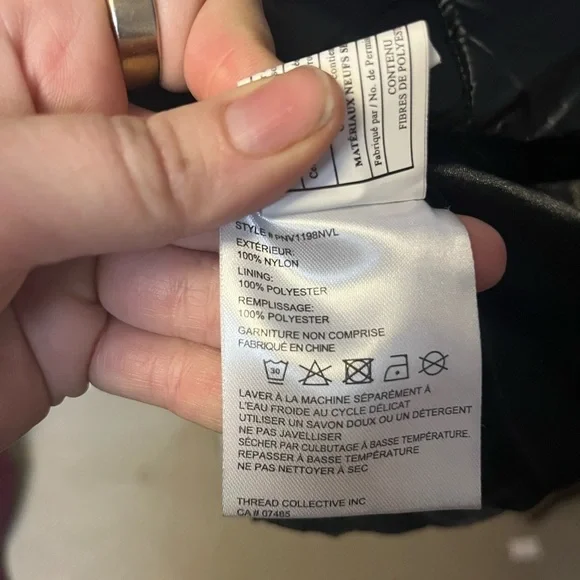 MATÉRIAUX NEUFS
Fabriqué par / No. de
CONTENU
FIBRES DE
STYLE # PNV1198NVL
EXTÉRIEUR:
100% NYLON
LINING:
100% POLYESTER
REMPLISSAGE:
100% POLYESTER
GARNITURE NON COMPRISE
FABRIQUÉ EN CHINE
30
LAVER À LA MACHINE SÉPARÉMENT À
L'EAU FROIDE AU CYCLE DÉLICAT
UTILISER UN SAVON DOUX OU UN DÉTERGENT
NE PAS JAVELLISER
SÉCHER PAR CULBUTAGE À BASSE TEMPÉRATURE.
REPASSER À BASSE TEMPÉRATURE
NE PAS NETTOYER À SEC
THREAD COLLECTIVE INC
CA # 07485